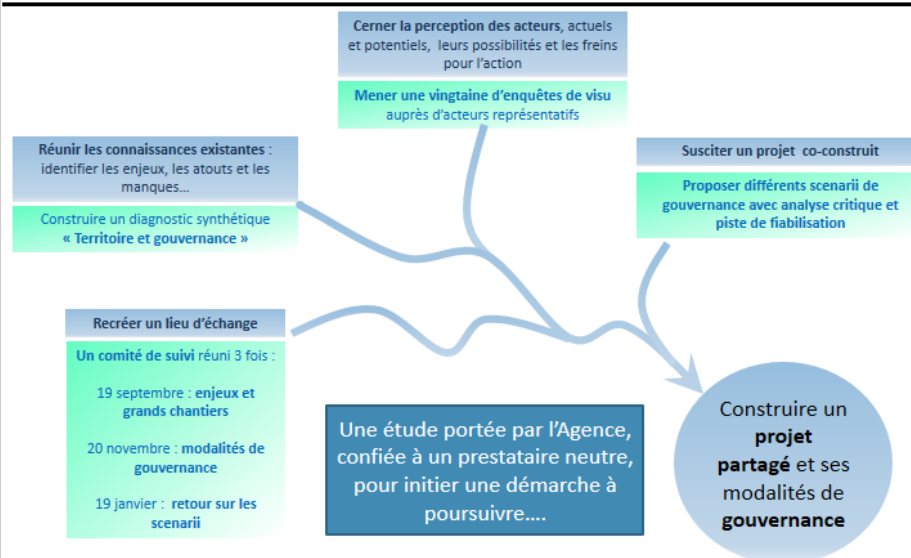 Cerner la perception des acteurs, actuels
et potentiels, leurs possibilités et les freins
pour l'action
Mener une vingtaine d'enquêtes de visu
auprès d'acteurs représentatifs
Réunir les connaissances existantes :
identifier les enjeux, les atouts et les
manques...
Construire un diagnostic synthétique
« Territoire et gouvernance »
Susciter un projet co-construit
Proposer différents scenarii de
gouvernance avec analyse critique et
piste de fiabilisation
Recréer un lieu d'échange
Un comité de suivi réuni 3 fois :
19 septembre : enjeux et
grands chantiers
20 novembre : modalités de
gouvernance
19 janvier : retour sur les
scenarii
Une étude portée par l'Agence,
confiée à un prestataire neutre,
pour initier une démarche à
poursuivre....
Construire un
projet
partagé et ses
modalités de
gouvernance